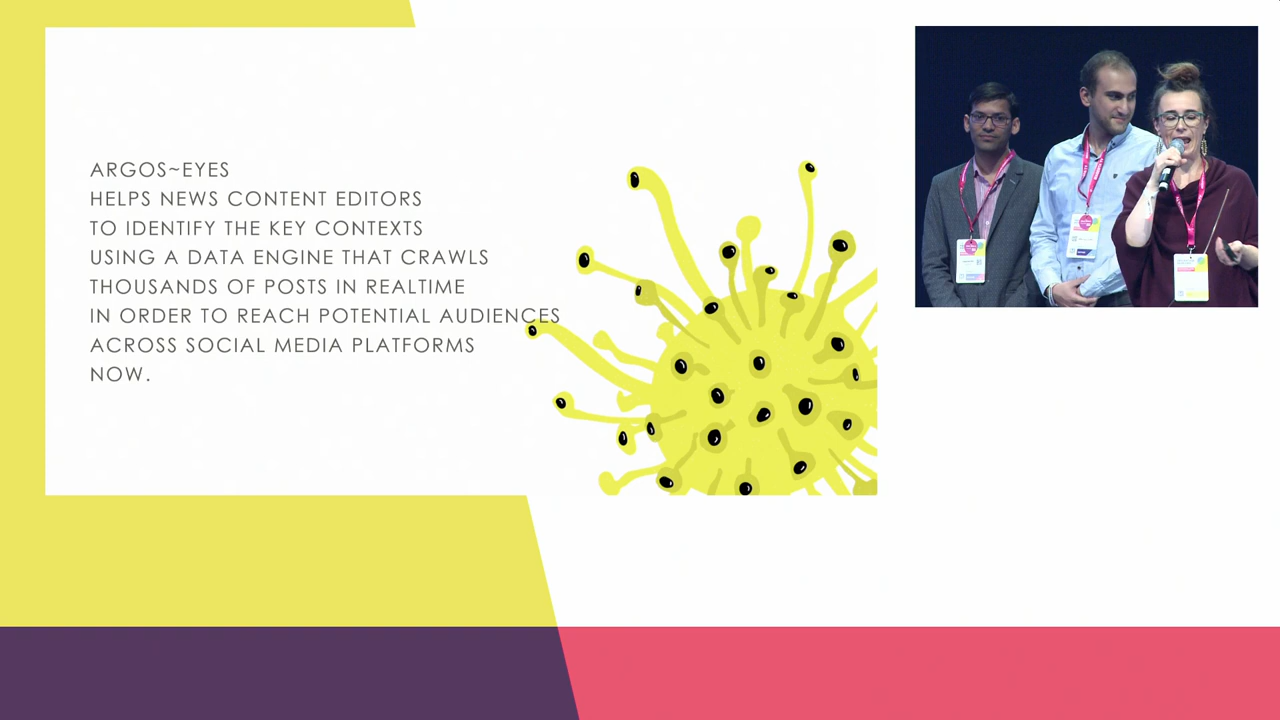 ARGOS~EYES
HELPS NEWS CONTENT EDITORS
TO IDENTIFY THE KEY CONTEXTS
USING A DATA ENGINE THAT CRAWLS
THOUSANDS OF POSTS IN REALTIME
IN ORDER TO REACH POTENTIAL AUDIENCES
ACROSS SOCIAL MEDIA PLATFORMS
NOW.